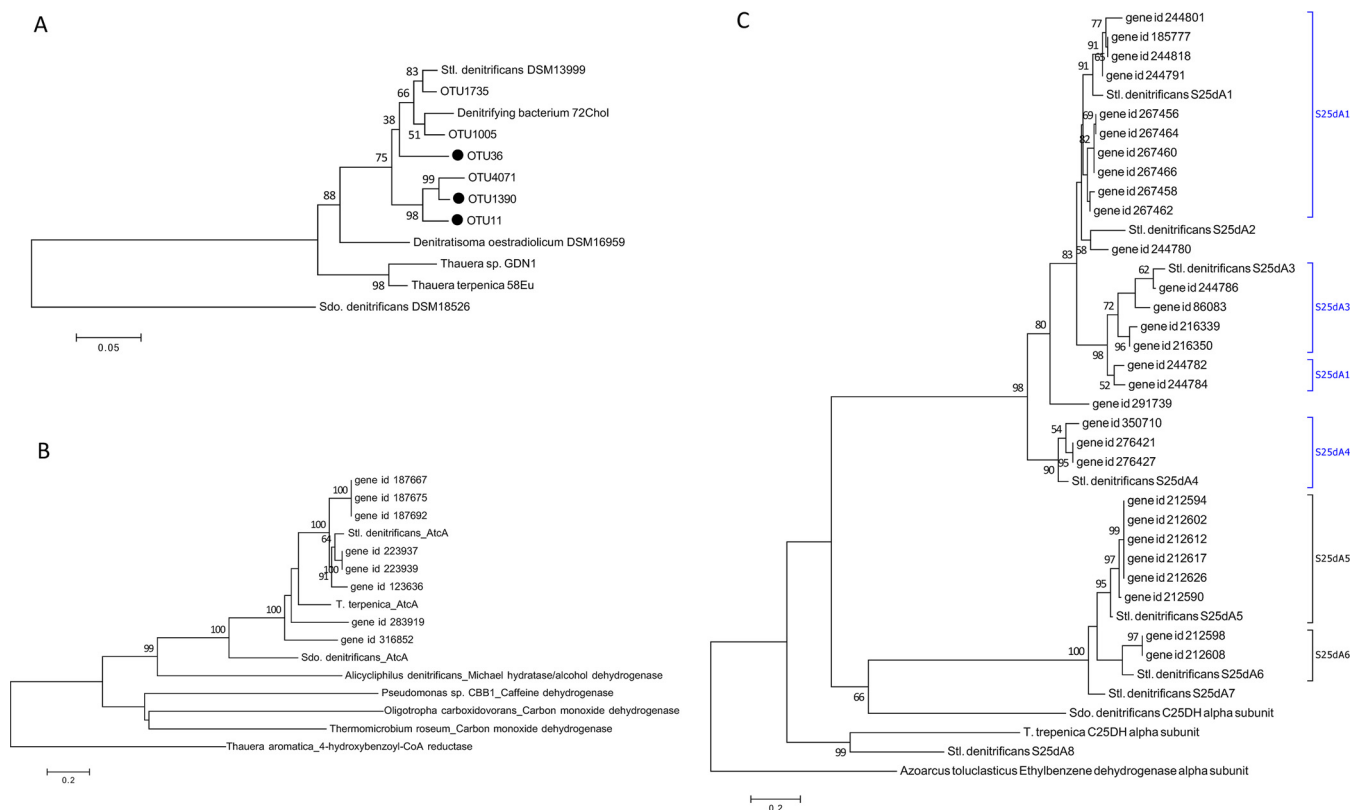 A
83
Stl. denitrificans DSM13999
66
OTU1735
38
Denitrifying bacterium 72Chol
51
OTU1005
75
OTU36
99
OTU4071
88
OTU1390
98
OTU11
Denitratisoma oestradiolicum DSM16959
Thauera sp. GDN1
98
Thauera terpenica 58Eu
Sdo. denitrificans DSM18526
0.05
B
gene id 187667
100
gene id 187675
gene id 187692
100
Stl. denitrificans_AtcA
64
gene id 223937
100
gene id 223939
91
gene id 123636
T. terpenica_AtcA
100
gene id 283919
100
gene id 316852
99
Sdo. denitrificans_AtcA
Alicycliphilus denitrificans_Michael hydratase/alcohol dehydrogenase
Pseudomonas sp. CBB1_Caffeine dehydrogenase
Oligotropha carboxidovorans_Carbon monoxide dehydrogenase
Thermomicrobium roseum_Carbon monoxide dehydrogenase
Thauera aromatica_4-hydroxybenzoyl-CoA reductase
0.2
C
gene id 244801
77
gene id 185777
91
65
gene id 244818
91
gene id 244791
Stl. denitrificans S25dA1
S25dA1
69
gene id 267456
gene id 267464
82
gene id 267460
gene id 267466
gene id 267458
gene id 267462
Stl. denitrificans S25dA2
83
58
gene id 244780
62
Stl. denitrificans S25dA3
gene id 244786
72
gene id 86083
S25dA3
80
gene id 216339
96
gene id 216350
98
gene id 244782
S25dA1
52
gene id 244784
98
gene id 291739
54
gene id 350710
gene id 276421
S25dA4
95
gene id 276427
90
Stl. denitrificans S25dA4
gene id 212594
99
gene id 212602
gene id 212612
97
gene id 212617
S25dA5
95
gene id 212626
gene id 212590
Stl. denitrificans S25dA5
97
gene id 212598
100
gene id 212608
S25dA6
Stl. denitrificans S25dA6
66
Stl. denitrificans S25dA7
Sdo. denitrificans C25DH alpha subunit
T. trepenica C25DH alpha subunit
99
Stl. denitrificans S25dA8
Azoarcus toluclasticus Ethylbenzene dehydrogenase alpha subunit
0.2